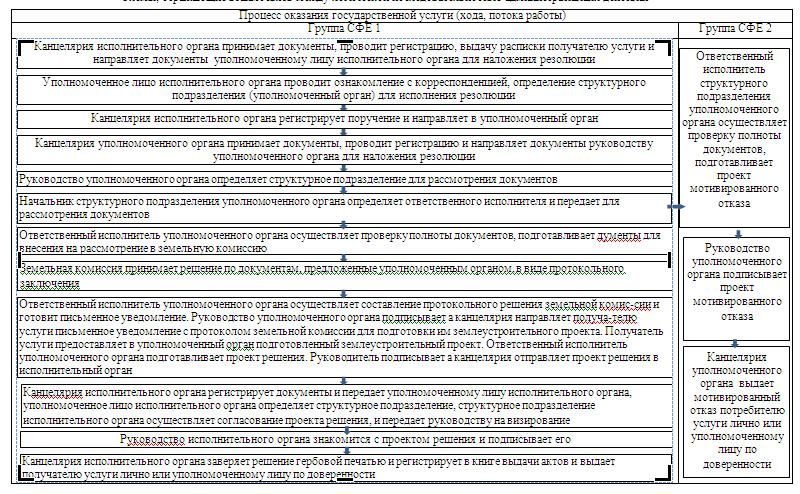 Процесс оказания государственной услуги (хода, потока работы)
Группа СФЕ 1
Группа СФЕ 2
Канцелярия исполнительного органа принимает документы, проводит регистрацию, выдачу расписки получателю услуги и
направляет документы уполномоченному лицу исполнительного органа для наложения резолюции
Уполномоченное лицо исполнительного органа проводит ознакомление с корреспонденцией, определение структурного
подразделения (уполномоченный орган) для исполнения резолюции
Канцелярия исполнительного органа регистрирует поручение и направляет в уполномоченный орган
Канцелярия уполномоченного органа принимает документы, проводит регистрацию и направляет документы руководству
уполномоченного органа для наложения резолюции
Руководство уполномоченного органа определяет структурное подразделение для рассмотрения документов
Начальник структурного подразделения уполномоченного органа определяет ответственного исполнителя и передает для
рассмотрения документов
Ответственный исполнитель уполномоченного органа осуществляет проверку полноты документов, подготавливает дументы для
внесения на рассмотрение в земельную комиссию
Земельная комиссия принимает решение по документам, предложенные уполномоченным органом, в виде протокольного
заключения
Ответственный исполнитель уполномоченного органа осуществляет составление протокольного решения земельной комис-сии и
готовит письменное уведомление. Руководство уполномоченного органа подписывает а канцелярия направляет получа-телю
услуги письменное уведомление с протоколом земельной комиссии для подготовки им землеустроительного проекта. Получатель
услуги предоставляет в уполномоченный орган подготовленный землеустроительный проект. Ответственный исполнитель
уполномоченного органа подготавливает проект решения. Руководитель подписывает а канцелярия отправляет проект решения в
исполнительный орган
Канцелярия исполнительного органа регистрирует документы и передает уполномоченному лицу исполнительного органа,
уполномоченное лицо исполнительного органа определяет структурное подразделение, структурное подразделение
исполнительного органа осуществляет согласование проекта решения, и передает руководству на визирование
Руководство исполнительного органа знакомится с проектом решения и подписывает его
Канцелярия исполнительного органа заверяет решение гербовой печатью и регистрирует в книге выдачи актов и выдает
получателю услуги лично или уполномоченному лицу по доверенности
Ответственный
исполнитель
структурного
подразделения
уполномоченного
органа осуществляет
проверку полноты
документов,
подготавливает
проект
мотивированного
отказа
Руководство
уполномоченного
органа подписывает
проект
мотивированного
отказа
Канцелярия
уполномоченного
органа выдает
мотивированный
отказ потребителю
услуги лично или
уполномоченному
лицу по
доверенности